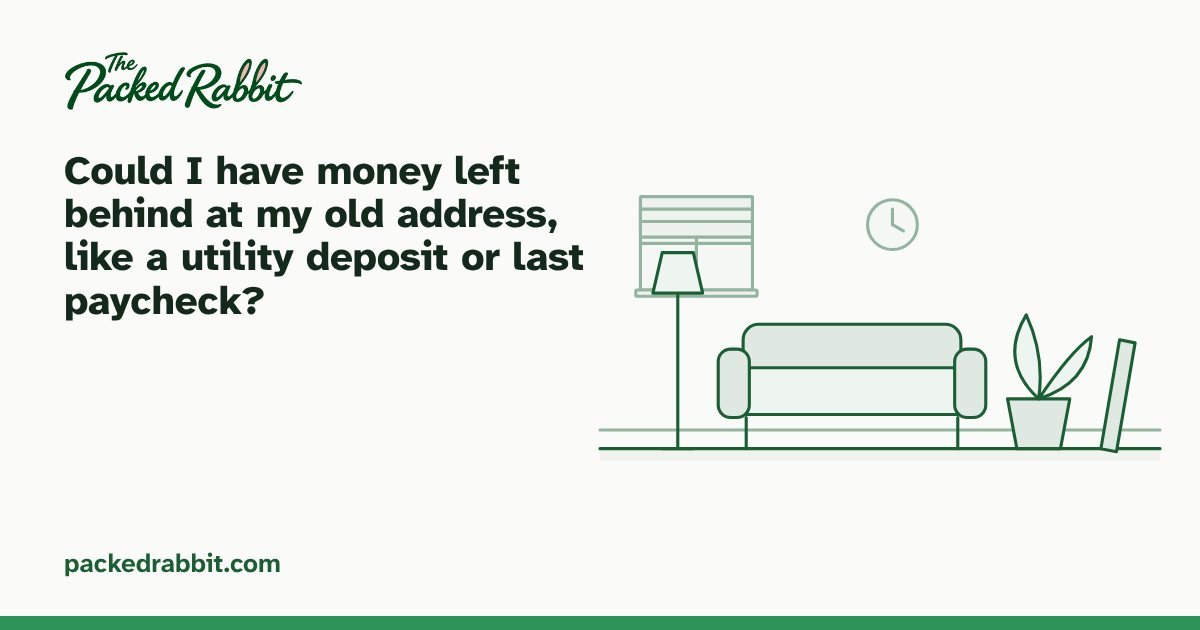 The
Packed Rabbit
Could I have money left
behind at my old address,
like a utility deposit or last
paycheck?
packedrabbit.com